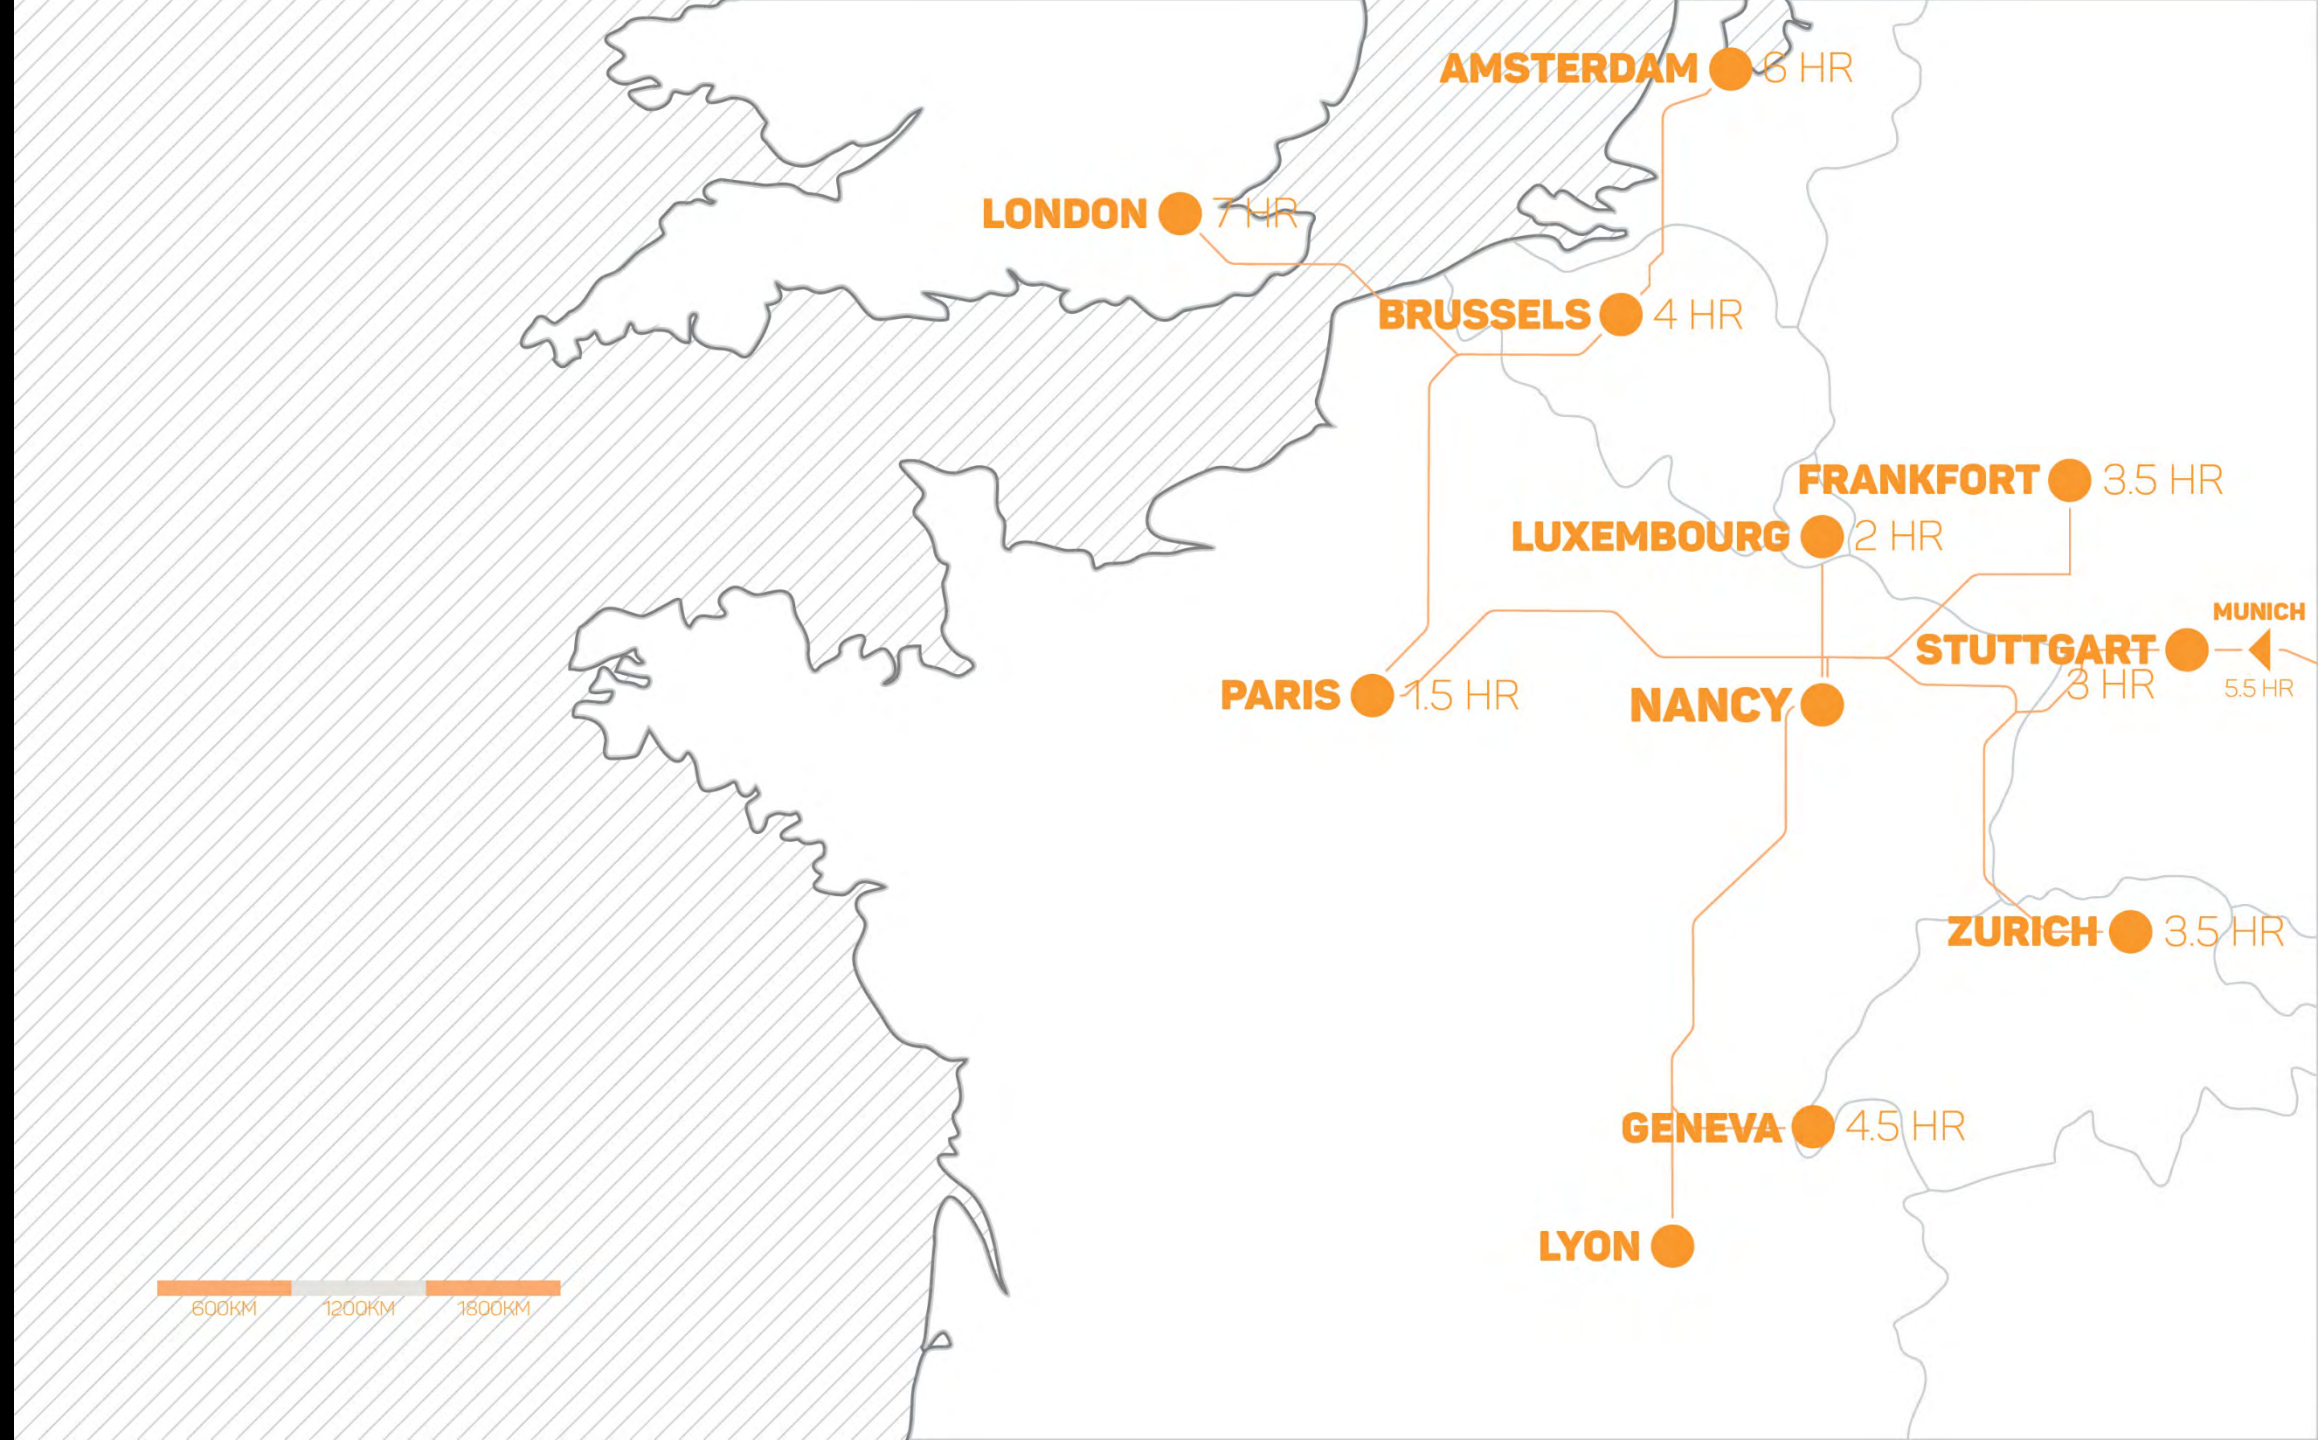 AMSTERDAM 6 HR
LONDON 7 HR
BRUSSELS 4 HR
FRANKFORT 3.5 HR
LUXEMBOURG 2 HR
MUNICH
STUTTGART
3 HR
5.5 HR
PARIS 1.5 HR
NANCY
ZURICH 3.5 HR
GENEVA 4.5 HR
LYON
600KM 1200KM 1800KM